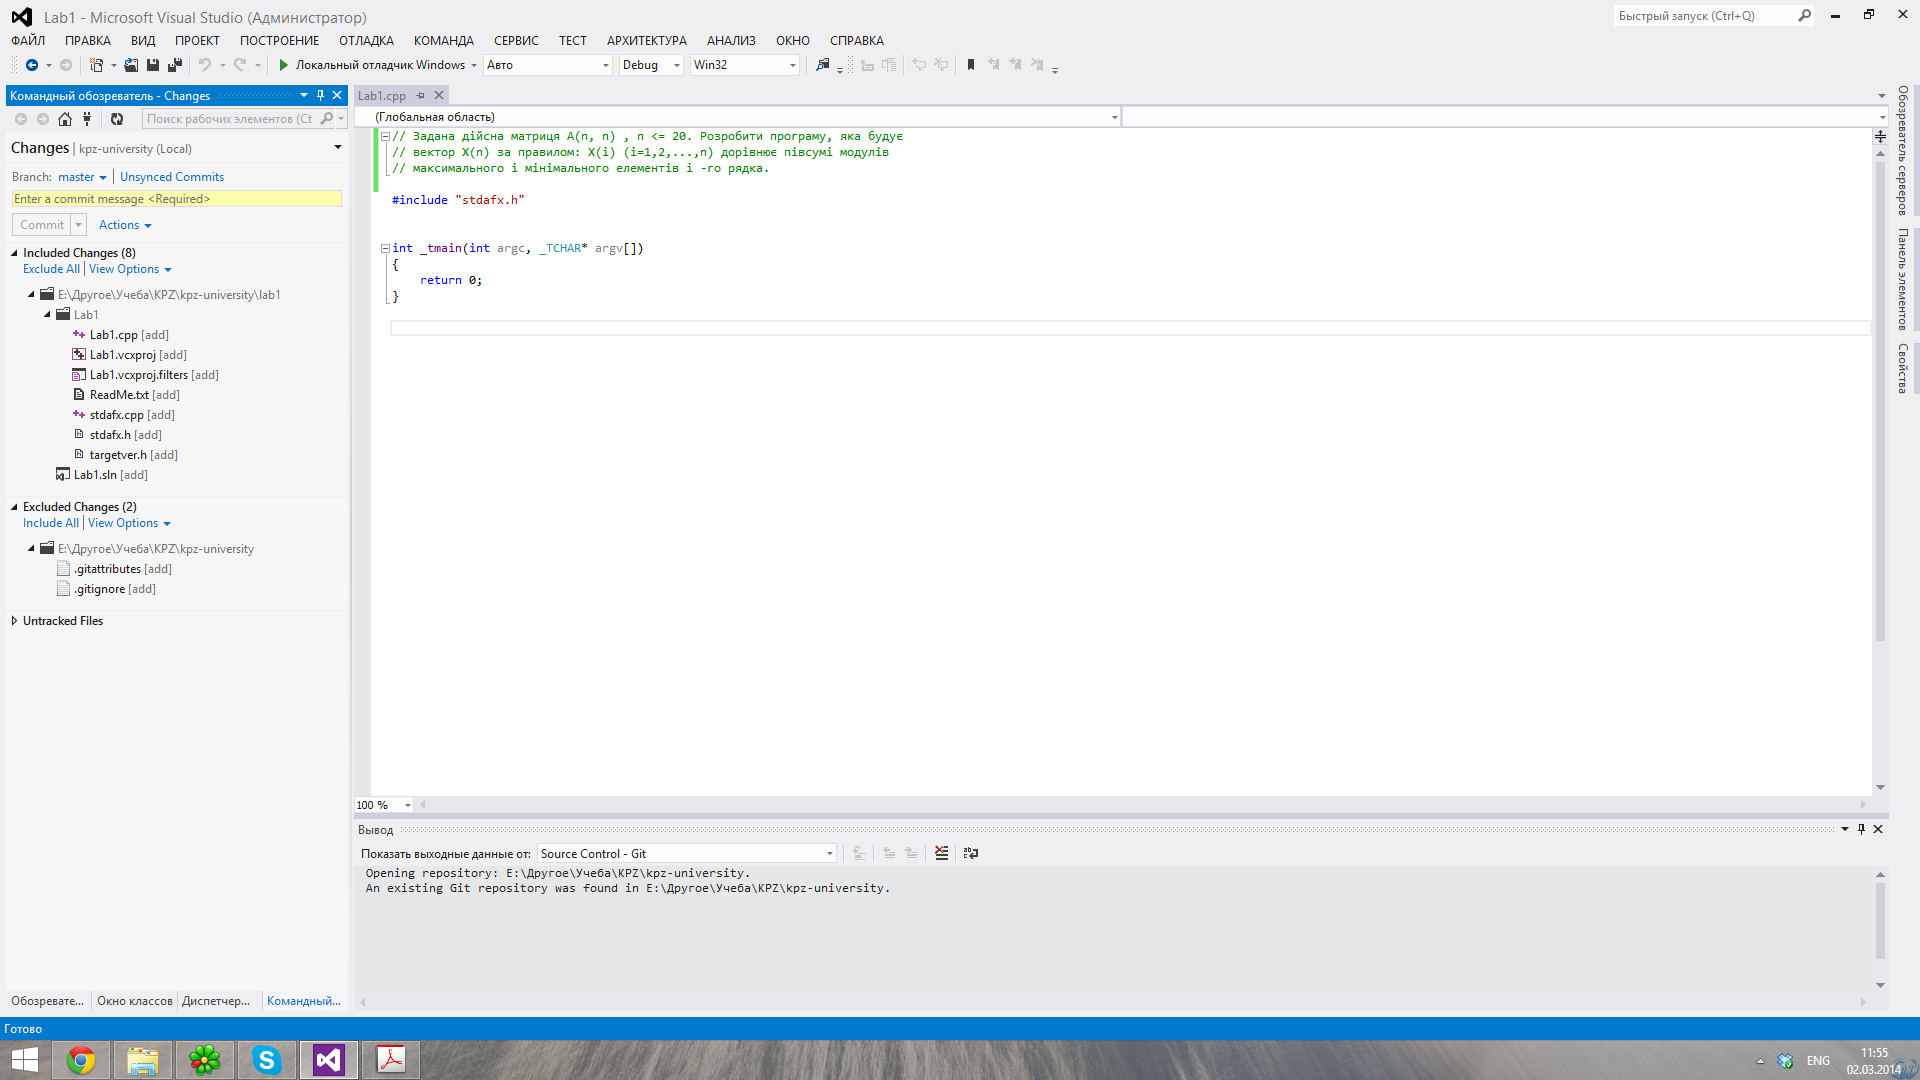 Lab1 - Microsoft Visual Studio (Администратор)
Быстрый запуск (Ctrl+Q)
ФАЙЛ ПРАВКА ВИД ПРОЕКТ ПОСТРОЕНИЕ ОТЛАДКА КОМАНДА СЕРВИС ТЕСТ АРХИТЕКТУРА АНАЛИЗ ОКНО СПРАВКА
Локальный отладчик Windows Авто Debug Win32
Командный обозреватель - Changes
Поиск рабочих элементов (Ct
Changes | kpz-university (Local)
Branch: master | Unsynced Commits
Enter a commit message <Required>
Commit Actions
Included Changes (8)
Exclude All | View Options
E:\Другое\Учеба\KPZ\kpz-university\lab1
Lab1
Lab1.cpp [add]
Lab1.vcxproj [add]
Lab1.vcxproj.filters [add]
ReadMe.txt [add]
stdafx.cpp [add]
stdafx.h [add]
targetver.h [add]
Lab1.sln [add]
Excluded Changes (2)
Include All | View Options
E:\Другое\Учеба\KPZ\kpz-university
.gitattributes [add]
.gitignore [add]
Untracked Files
Обозревате... Окно классов Диспетчер... Командный...
Lab1.cpp
(Глобальная область)
// Задана дійсна матриця A(n, n) , n <= 20. Розробити програму, яка будує
// вектор X(n) за правилом: X(i) (i=1,2,...,n) дорівнює півсумі модулів
// максимального і мінімального елементів і -го рядка.
#include "stdafx.h"
int _tmain(int argc, _TCHAR* argv[])
{
return 0;
}
100 %
Вывод
Показать выходные данные от: Source Control - Git
Opening repository: E:\Другое\Учеба\KPZ\kpz-university.
An existing Git repository was found in E:\Другое\Учеба\KPZ\kpz-university.
Обозреватель серверов
Панель элементов
Свойства
Готово
ENG
11:55
02.03.2014